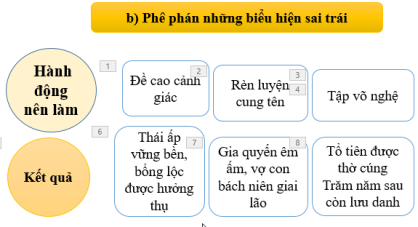 b) Phê phán những biểu hiện sai trái
Hành
động
nên làm
1
Đề cao cảnh
giác
2
Rèn luyện
cung tên
3
4
Tập võ nghệ
6
Kết quả
Thái ấp
vững bền,
bổng lộc
được hưởng
thụ
7
Gia quyến êm
ấm, vợ con
bách niên giai
lão
8
Tổ tiên được
thờ cúng
Trăm năm sau
còn lưu danh